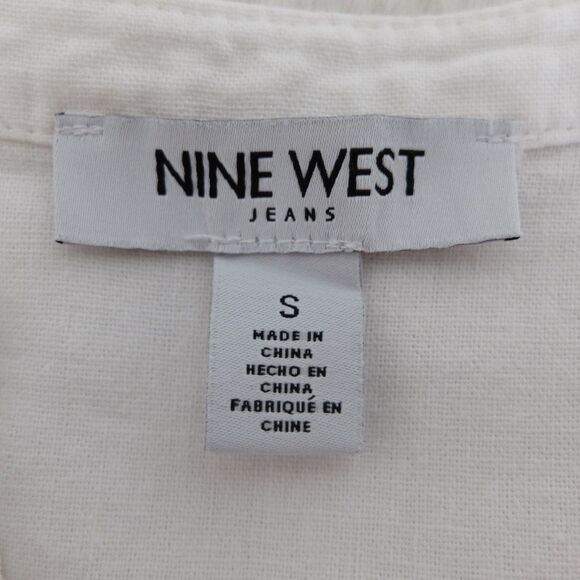 NINE WEST
JEANS
S
MADE IN
CHINA
HECHO EN
CHINA
FABRIQUÉ EN
CHINE